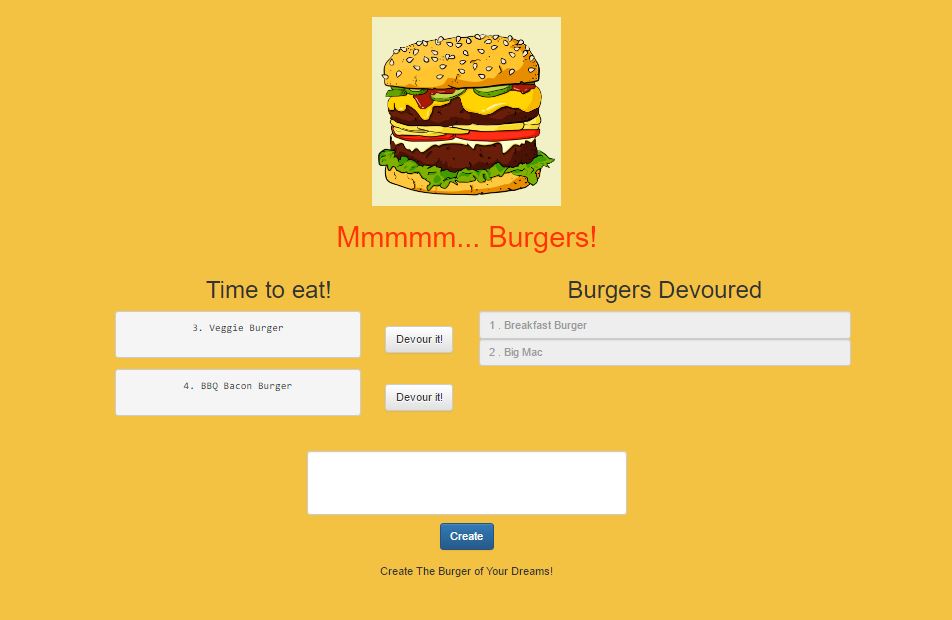 Mmmmm... Burgers!
Time to eat!
3. Veggie Burger
Devour it!
4. BBQ Bacon Burger
Devour it!
Burgers Devoured
1 . Breakfast Burger
2 . Big Mac
Create
Create The Burger of Your Dreams!